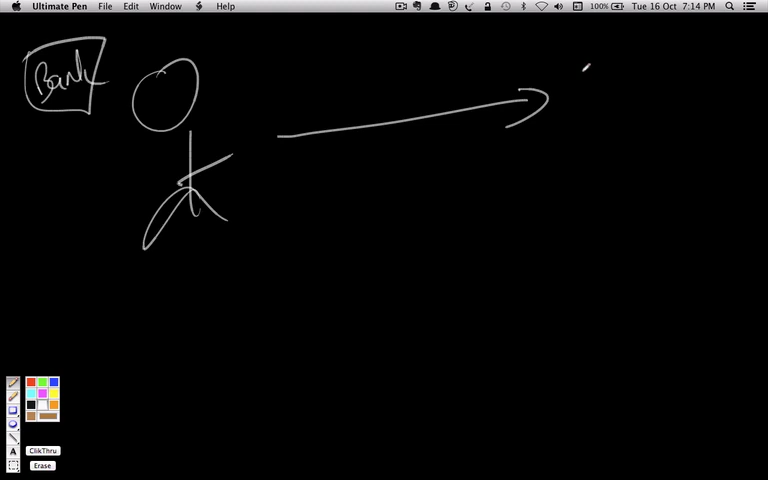 Ultimate Pen File Edit Window Help 100% Tue 16 Oct 7:14 PM
Bank
A
ClikThru
Erase